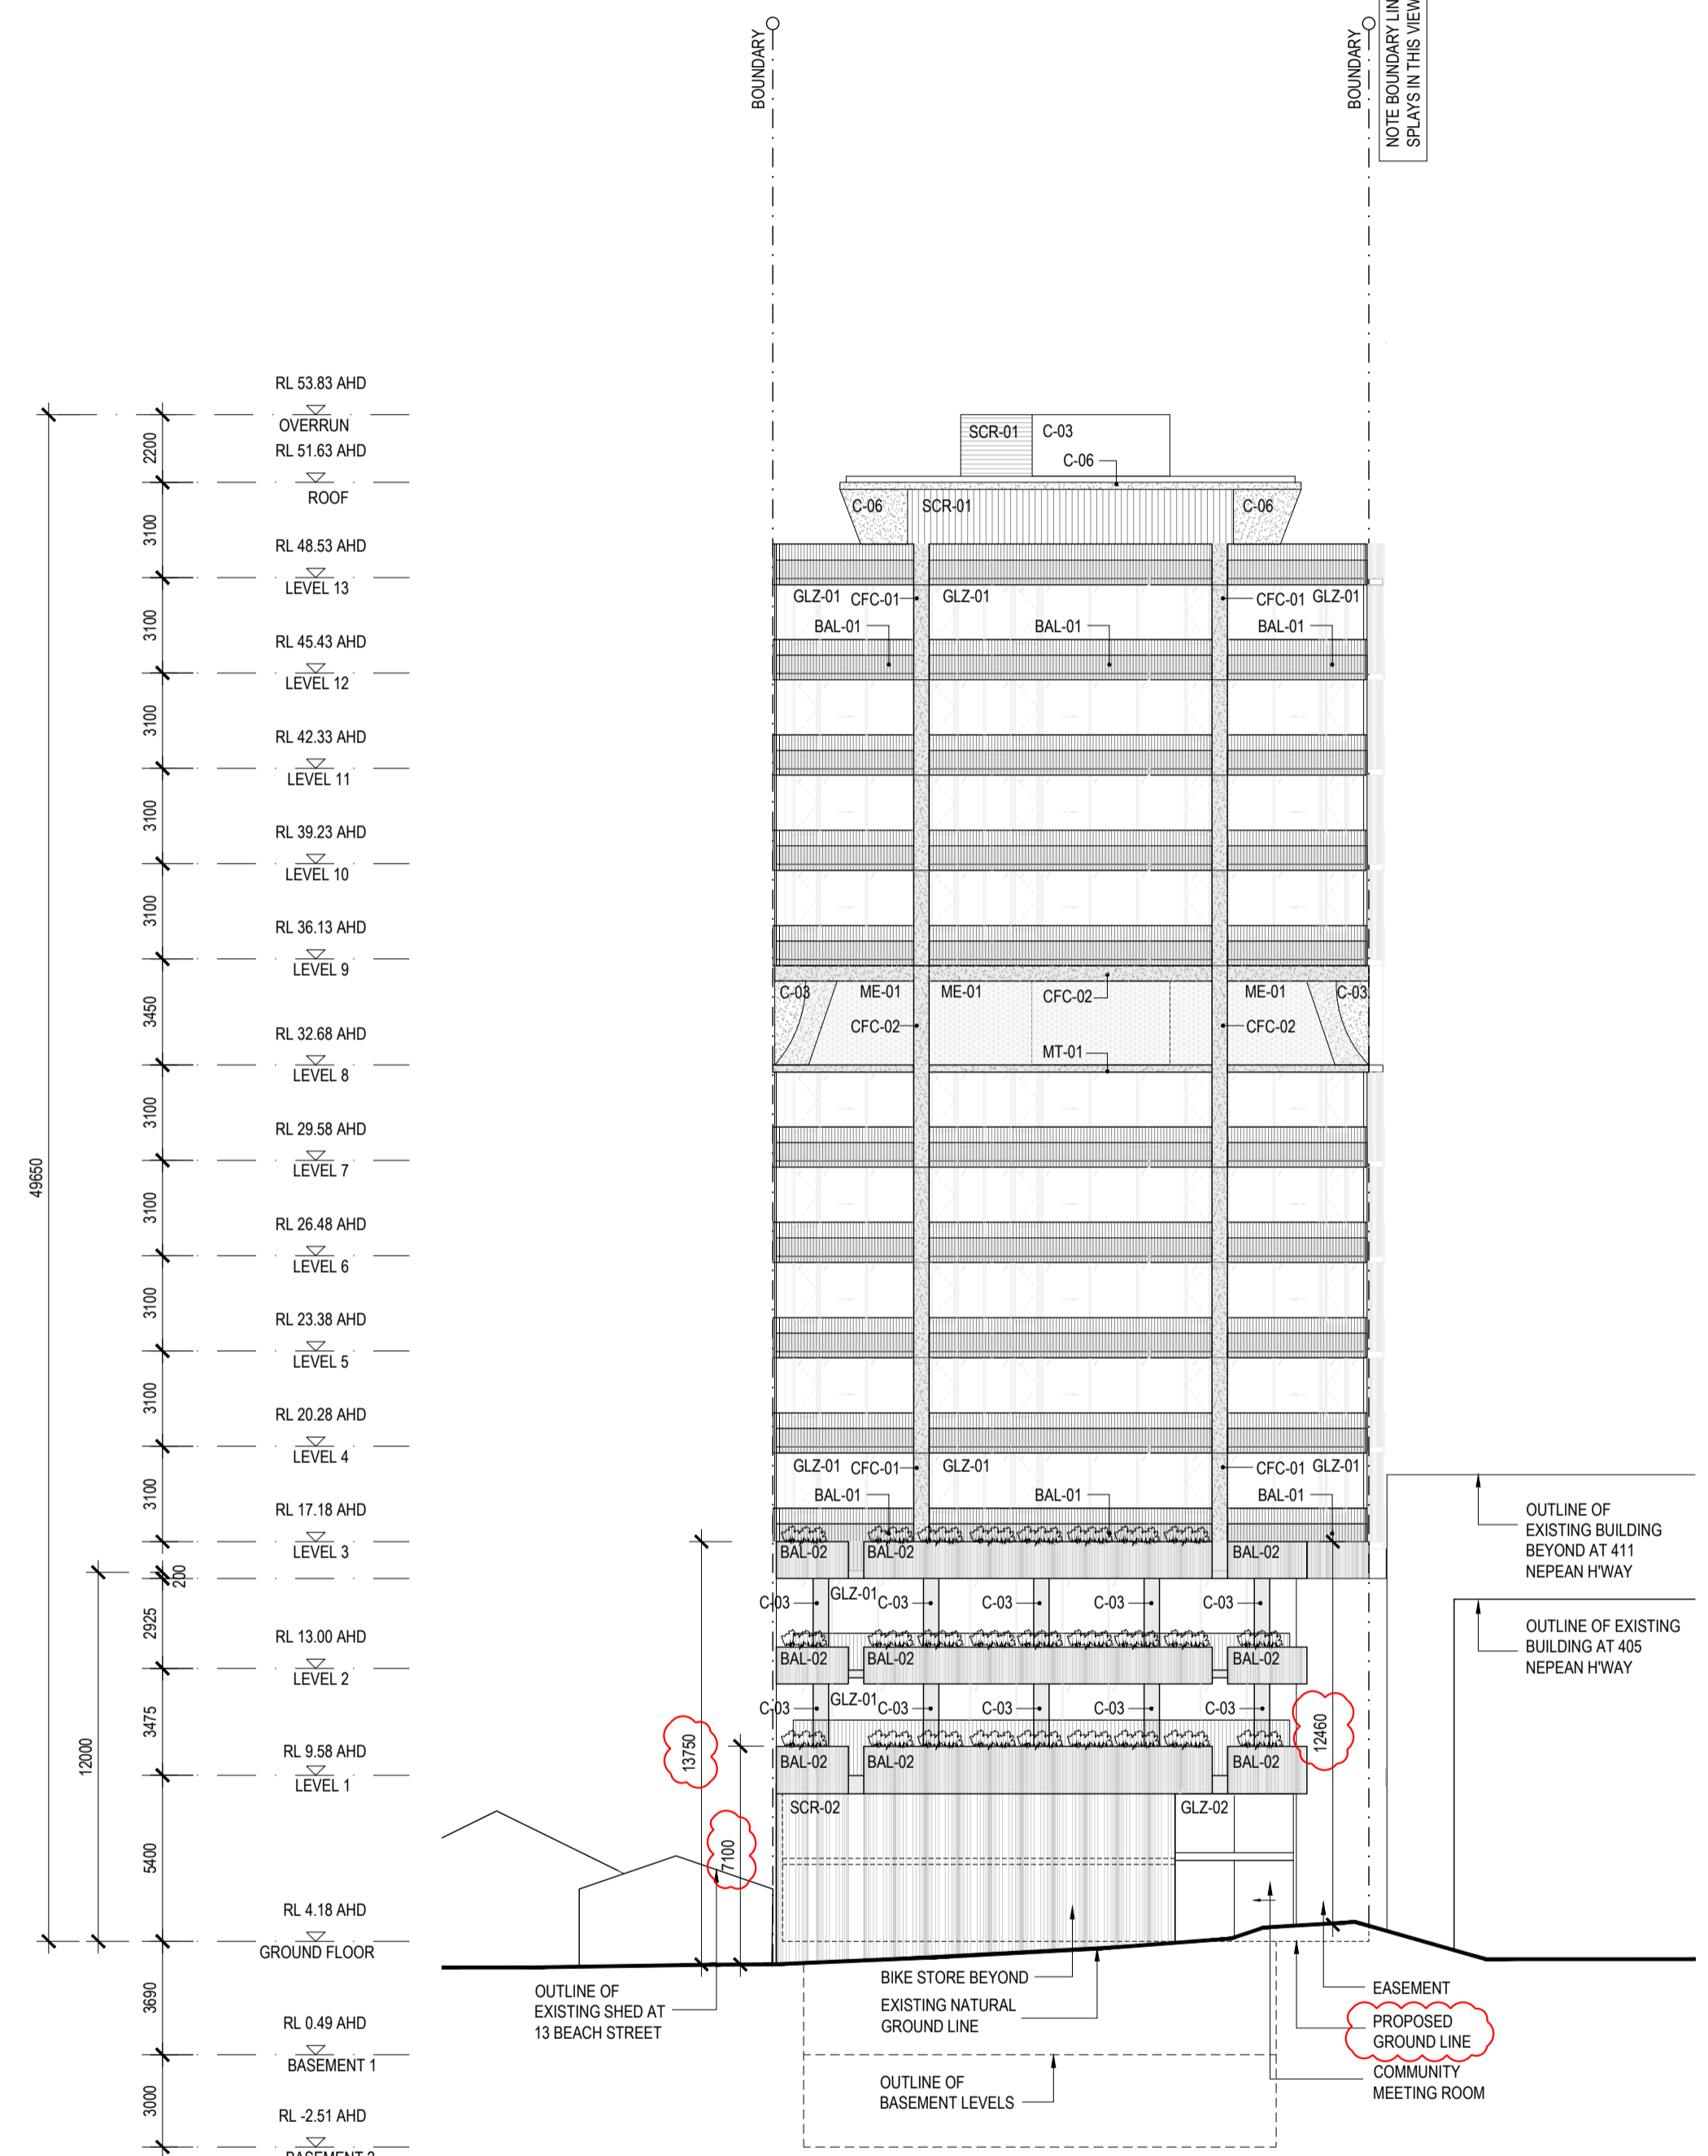 BOUNDARY
BOUNDARY
NOTE BOUNDARY LIN
SPLAYS IN THIS VIEW
RL 53.83 AHD
OVERRUN
2200
RL 51.63 AHD
ROOF
3100
RL 48.53 AHD
LEVEL 13
3100
RL 45.43 AHD
LEVEL 12
3100
RL 42.33 AHD
LEVEL 11
3100
RL 39.23 AHD
LEVEL 10
3100
RL 36.13 AHD
LEVEL 9
3450
RL 32.68 AHD
LEVEL 8
3100
RL 29.58 AHD
LEVEL 7
3100
RL 26.48 AHD
LEVEL 6
3100
RL 23.38 AHD
LEVEL 5
3100
RL 20.28 AHD
LEVEL 4
3100
RL 17.18 AHD
LEVEL 3
200
2925
RL 13.00 AHD
LEVEL 2
3475
RL 9.58 AHD
LEVEL 1
5400
RL 4.18 AHD
GROUND FLOOR
3690
RL 0.49 AHD
BASEMENT 1
3000
RL -2.51 AHD
BASEMENT 2
49650
12000
SCR-01 C-03
C-06
C-06 SCR-01 C-06
GLZ-01 CFC-01 GLZ-01 CFC-01 GLZ-01
BAL-01 BAL-01 BAL-01
C-03 ME-01 ME-01 CFC-02 ME-01 C-03
CFC-02 CFC-02
MT-01
GLZ-01 CFC-01 GLZ-01 CFC-01 GLZ-01
BAL-01 BAL-01 BAL-01
BAL-02 BAL-02 BAL-02
GLZ-01
C-03 C-03 C-03 C-03 C-03
BAL-02 BAL-02 BAL-02
GLZ-01
C-03 C-03 C-03 C-03 C-03
BAL-02 BAL-02 BAL-02
SCR-02 GLZ-02
13750
7100
12460
OUTLINE OF
EXISTING BUILDING
BEYOND AT 411
NEPEAN H'WAY
OUTLINE OF EXISTING
BUILDING AT 405
NEPEAN H'WAY
OUTLINE OF
EXISTING SHED AT
13 BEACH STREET
BIKE STORE BEYOND
EXISTING NATURAL
GROUND LINE
OUTLINE OF
BASEMENT LEVELS
EASEMENT
PROPOSED
GROUND LINE
COMMUNITY
MEETING ROOM